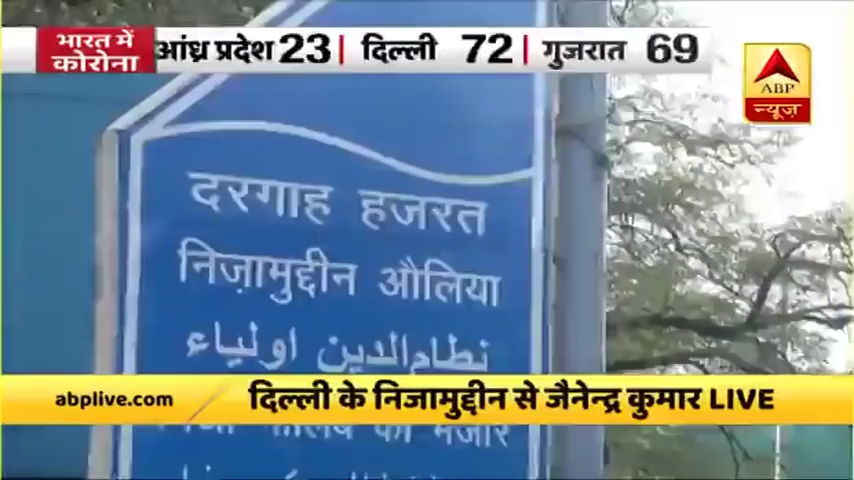 भारत में
कोरोना
आंध्र प्रदेश 23 | दिल्ली 72 | गुजरात 69
ABP
न्यूज़
दरगाह हजरत
निज़ामुद्दीन औलिया
نظام الدین اولیاء
abplive.com
दिल्ली के निजामुद्दीन से जैनेन्द्र कुमार LIVE